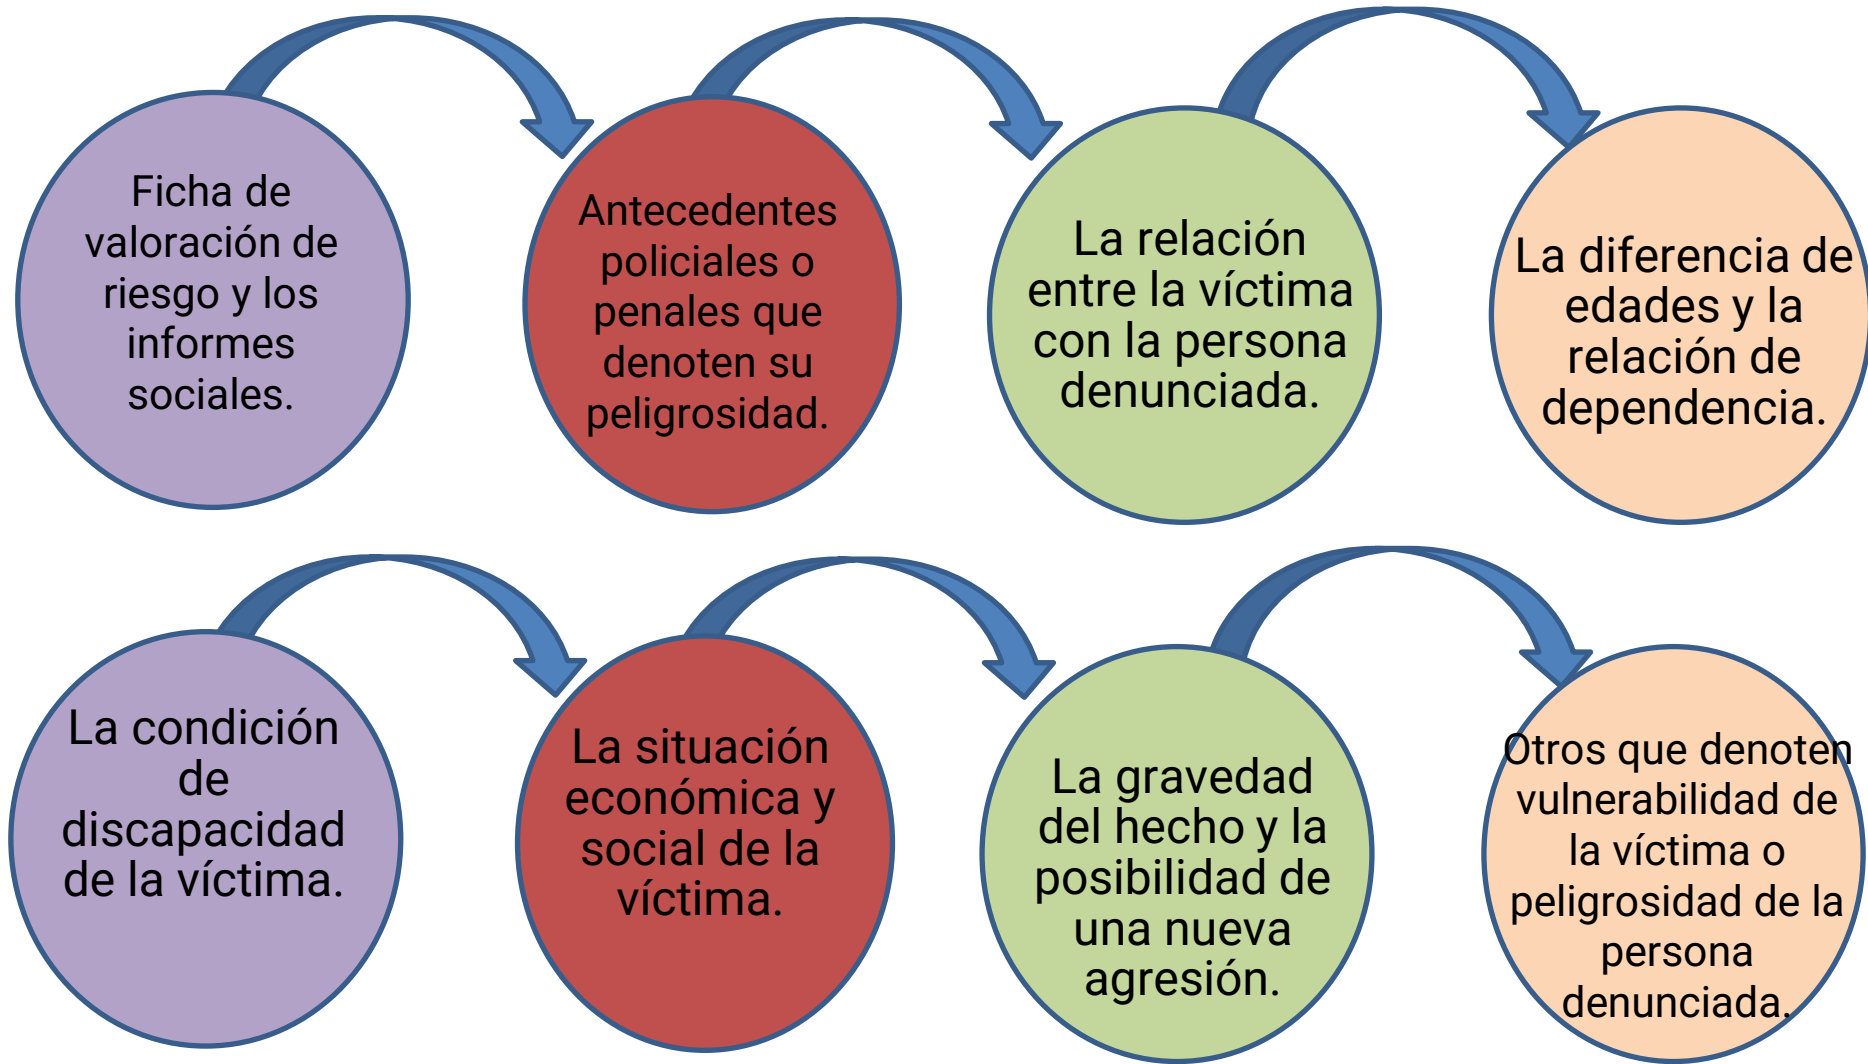 Ficha de
valoración de
riesgo y los
informes
sociales.
Antecedentes
policiales o
penales que
denoten su
peligrosidad.
La relación
entre la víctima
con la persona
denunciada.
La diferencia de
edades y la
relación de
dependencia.
La condición
de
discapacidad
de la víctima.
La situación
económica y
social de la
víctima.
La gravedad
del hecho y la
posibilidad de
una nueva
agresión.
Otros que denoten
vulnerabilidad de
la víctima o
peligrosidad de la
persona
denunciada.